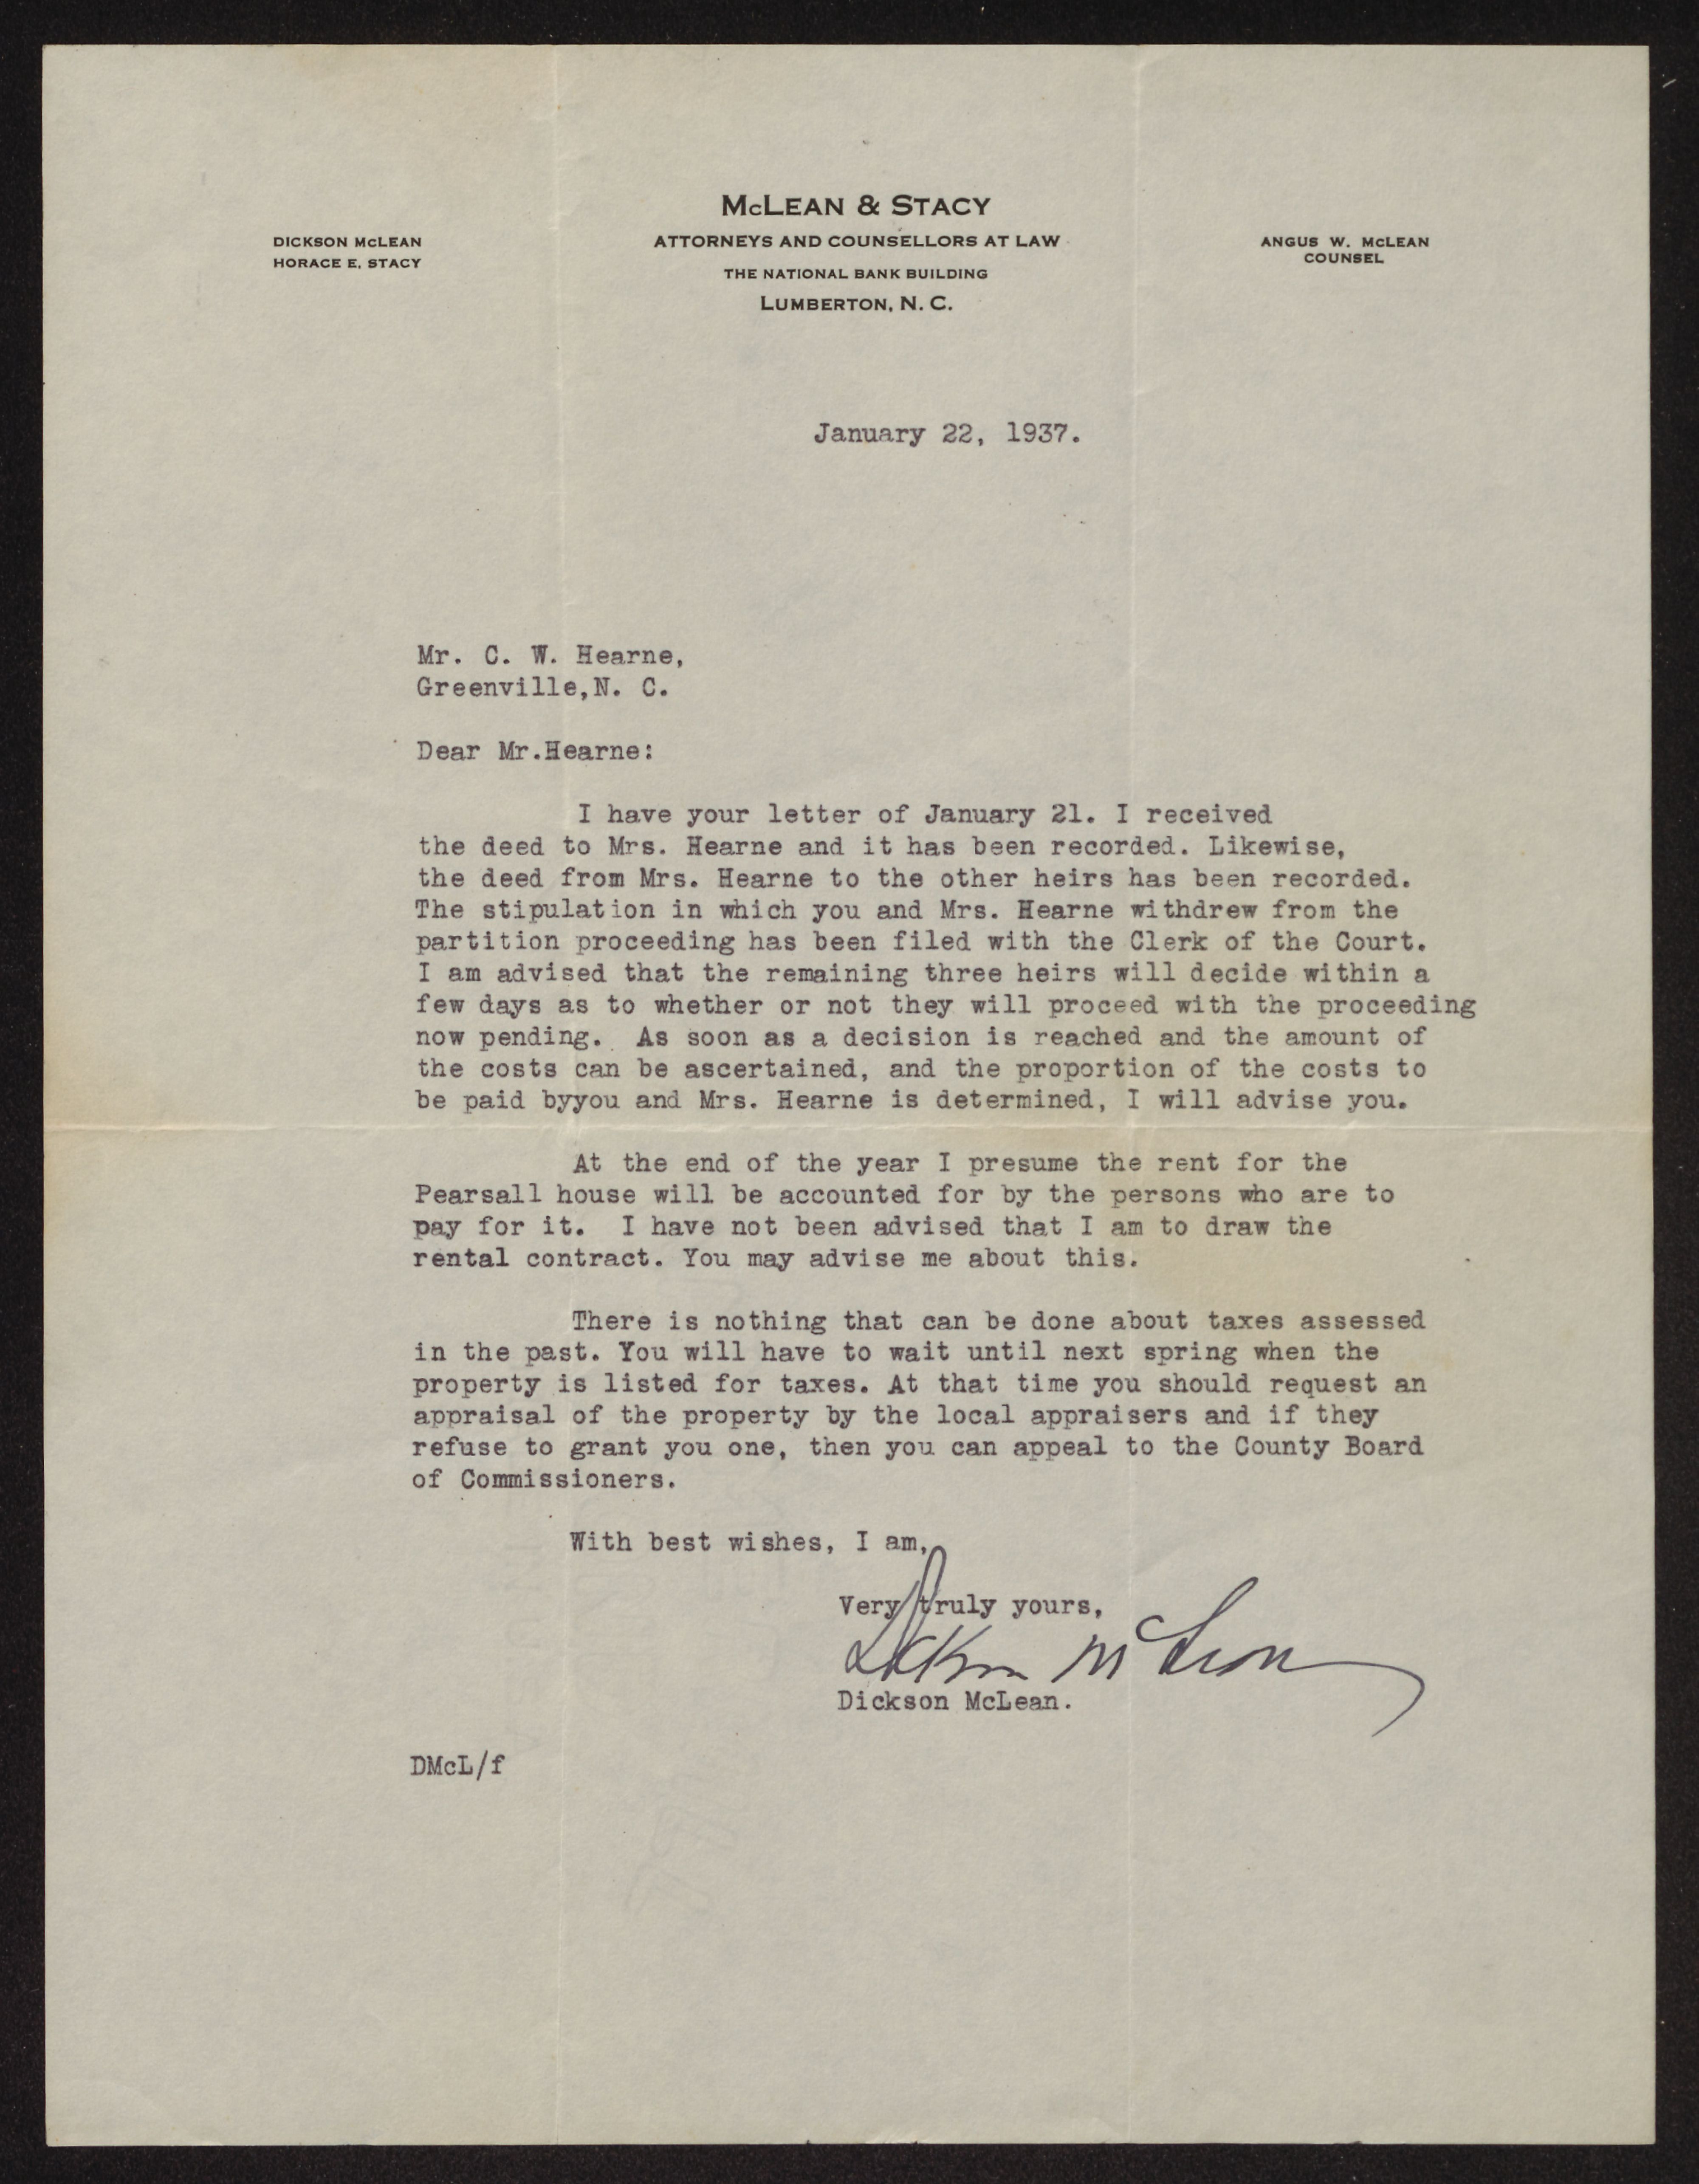 McLEAN & STACY
ATTORNEYS AND COUNSELLORS AT LAW
THE NATIONAL BANK BUILDING
LUMBERTON, N. C.
DICKSON McLEAN
HORACE E. STACY
ANGUS W. McLEAN
COUNSEL
January 22, 1937.
Mr. C. W. Hearne,
Greenville,N. C.
Dear Mr.Hearne:
I have your letter of January 21. I received
the deed to Mrs. Hearne and it has been recorded. Likewise,
the deed from Mrs. Hearne to the other heirs has been recorded.
The stipulation in which you and Mrs. Hearne withdrew from the
partition proceeding has been filed with the Clerk of the Court.
I am advised that the remaining three heirs will decide within a
few days as to whether or not they will proceed with the proceeding
now pending. As soon as a decision is reached and the amount of
the costs can be ascertained, and the proportion of the costs to
be paid byyou and Mrs. Hearne is determined, I will advise you.
At the end of the year I presume the rent for the
Pearsall house will be accounted for by the persons who are to
pay for it. I have not been advised that I am to draw the
rental contract. You may advise me about this.
There is nothing that can be done about taxes assessed
in the past. You will have to wait until next spring when the
property is listed for taxes. At that time you should request an
appraisal of the property by the local appraisers and if they
refuse to grant you one, then you can appeal to the County Board
of Commissioners.
With best wishes, I am,
Very truly yours,
Dickson McLean
Dickson McLean.
DMcL/f